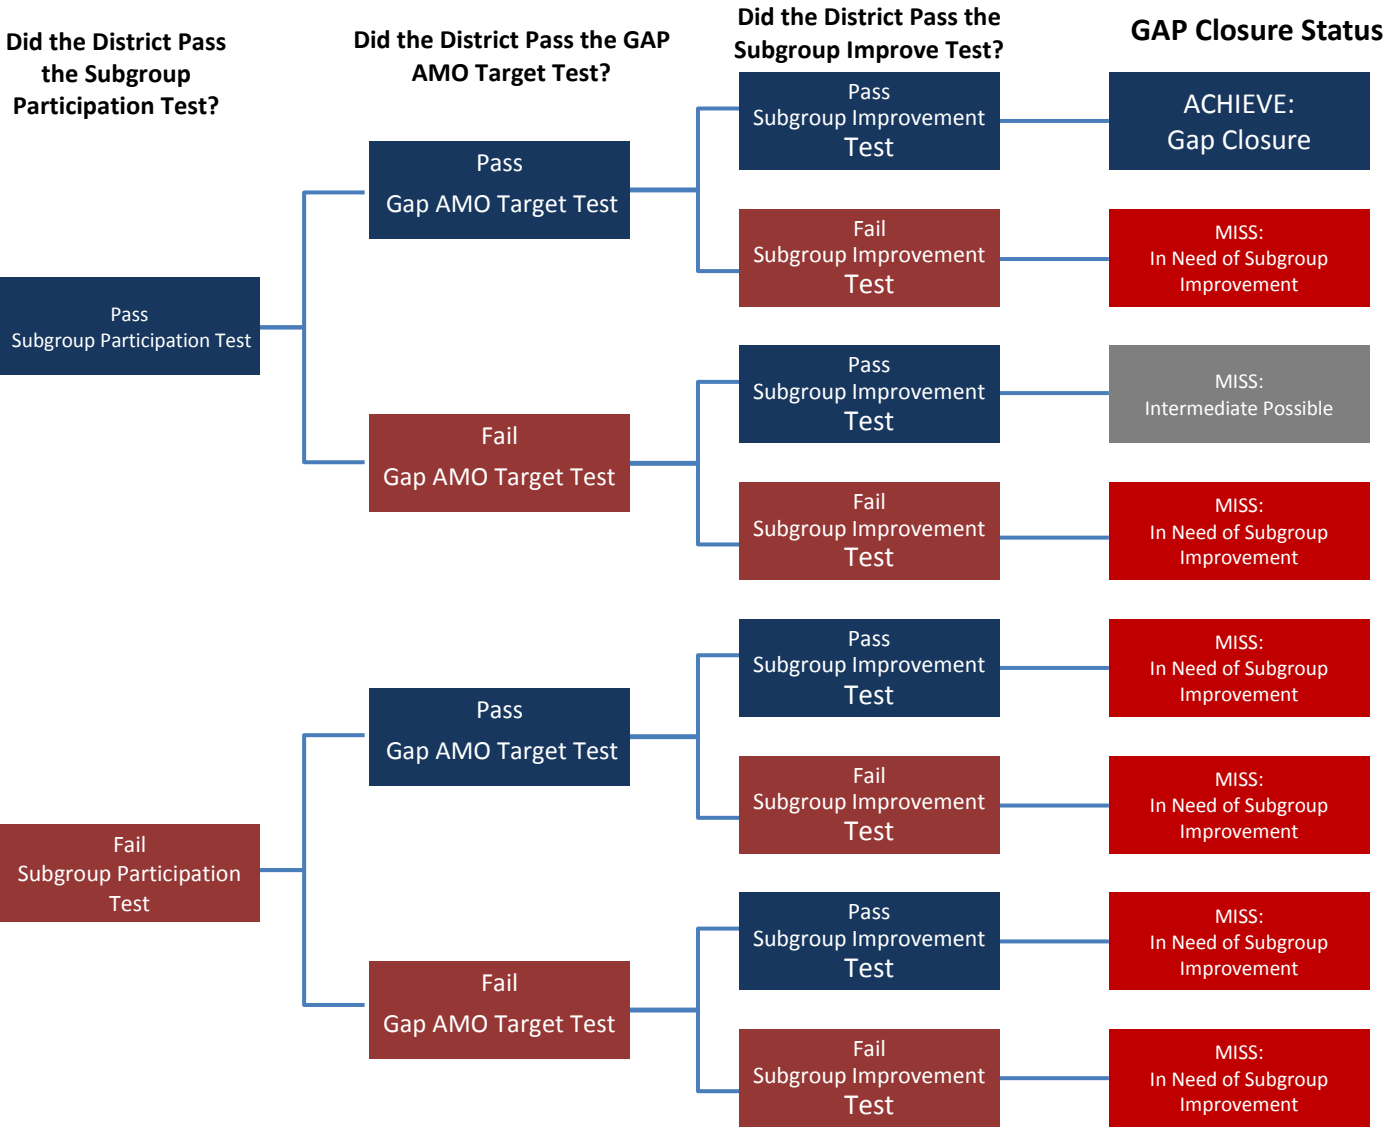 Did the District Pass
the Subgroup
Participation Test?
Did the District Pass the GAP
AMO Target Test?
Did the District Pass the
Subgroup Improve Test?
GAP Closure Status
Pass
Subgroup Participation Test
Pass
Gap AMO Target Test
Pass
Subgroup Improvement
Test
ACHIEVE:
Gap Closure
Fail
Subgroup Improvement
Test
MISS:
In Need of Subgroup
Improvement
Fail
Gap AMO Target Test
Pass
Subgroup Improvement
Test
MISS:
Intermediate Possible
Fail
Subgroup Improvement
Test
MISS:
In Need of Subgroup
Improvement
Fail
Subgroup Participation
Test
Pass
Gap AMO Target Test
Pass
Subgroup Improvement
Test
MISS:
In Need of Subgroup
Improvement
Fail
Subgroup Improvement
Test
MISS:
In Need of Subgroup
Improvement
Fail
Gap AMO Target Test
Pass
Subgroup Improvement
Test
MISS:
In Need of Subgroup
Improvement
Fail
Subgroup Improvement
Test
MISS:
In Need of Subgroup
Improvement